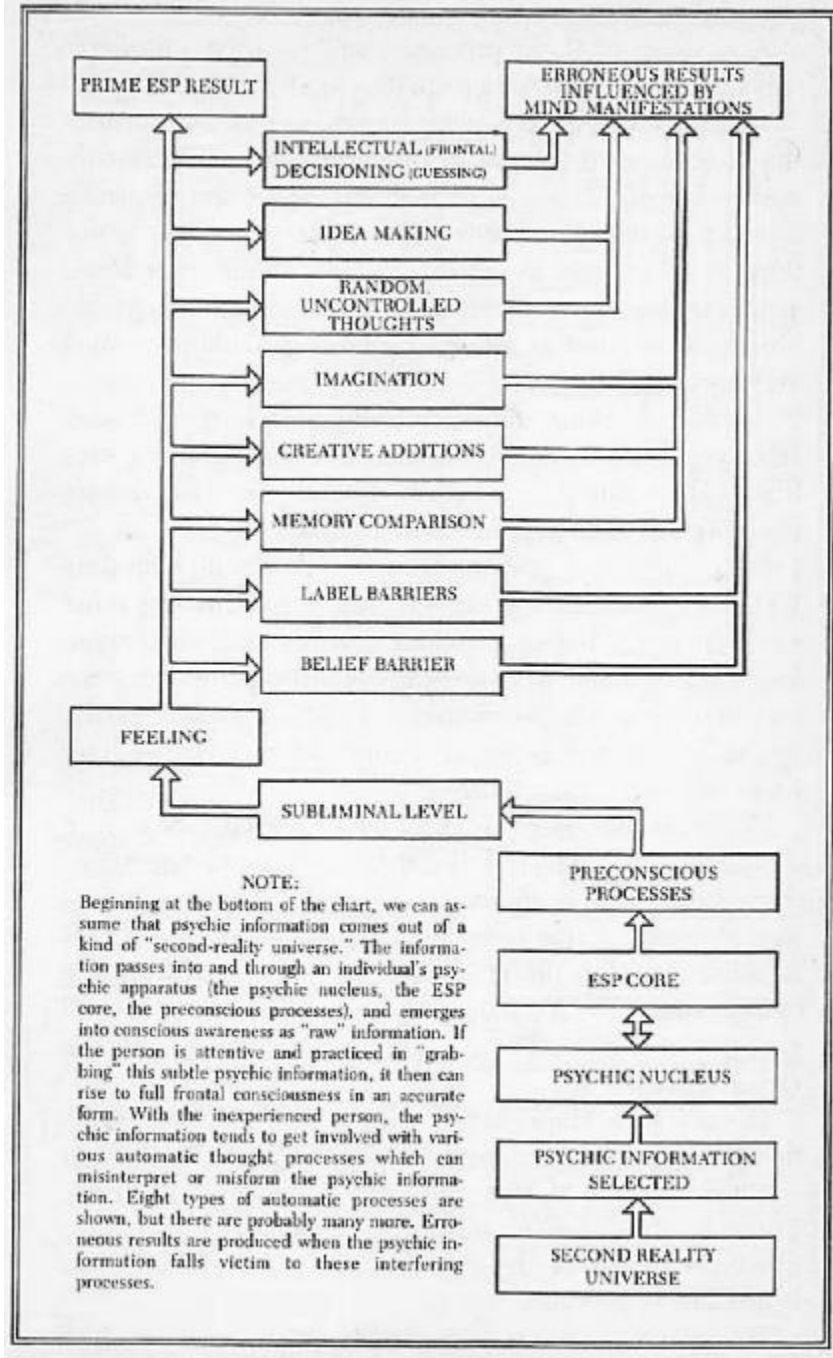 PRIME ESP RESULT
ERRONEOUS RESULTS
INFLUENCED BY
MIND MANIFESTATIONS
INTELLECTUAL (FRONTAL)
DECISIONING (GUESSING)
IDEA MAKING
RANDOM
UNCONTROLLED
THOUGHTS
IMAGINATION
CREATIVE ADDITIONS
MEMORY COMPARISON
LABEL BARRIERS
BELIEF BARRIER
FEELING
SUBLIMINAL LEVEL
PRECONSCIOUS
PROCESSES
ESP CORE
PSYCHIC NUCLEUS
PSYCHIC INFORMATION
SELECTED
SECOND REALITY
UNIVERSE
NOTE:
Beginning at the bottom of the chart, we can as-
sume that psychic information comes out of a
kind of "second-reality universe." The informa-
tion passes into and through an individual's psy-
chic apparatus (the psychic nucleus, the ESP
core, the preconscious processes), and emerges
into conscious awareness as "raw" information. If
the person is attentive and practiced in "grab-
bing" this subtle psychic information, it then can
rise to full frontal consciousness in an accurate
form. With the inexperienced person, the psy-
chic information tends to get involved with vari-
ous automatic thought processes which can
misinterpret or misform the psychic informa-
tion. Eight types of automatic processes are
shown, but there are probably many more. Erro-
neous results are produced when the psychic in-
formation falls victim to these interfering
processes.